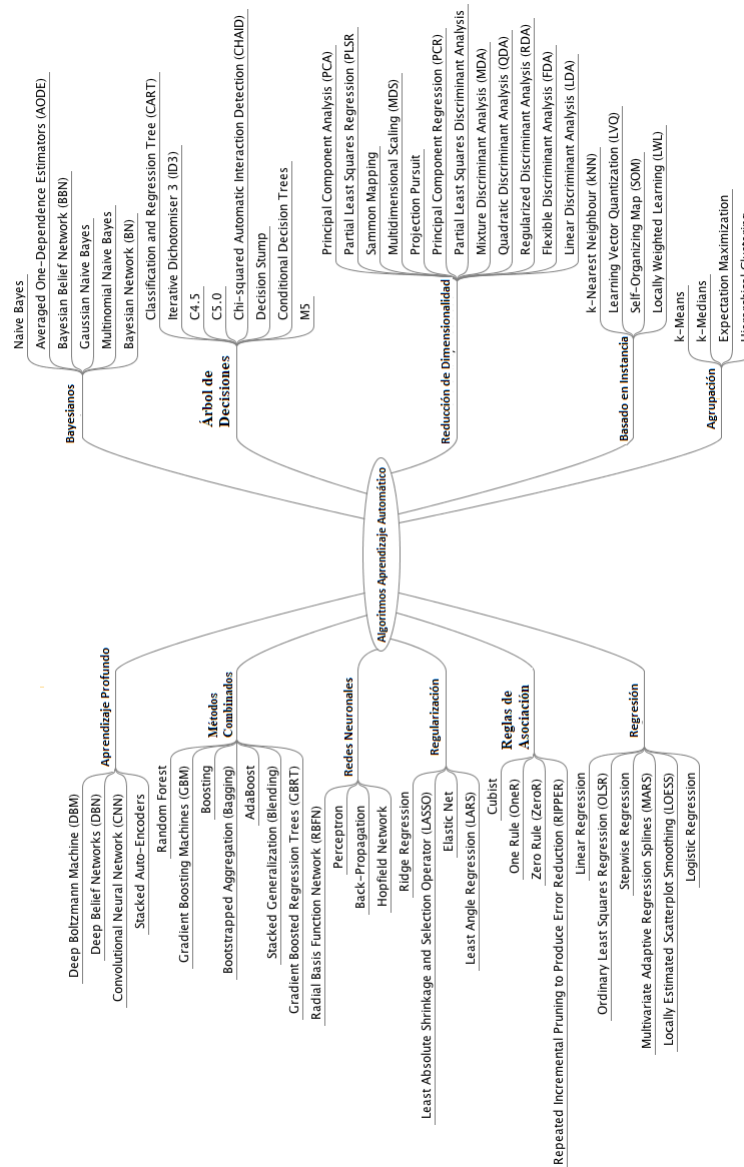 Algoritmos Aprendizaje Automático
Aprendizaje Profundo
Deep Boltzmann Machine (DBM)
Deep Belief Networks (DBN)
Convolutional Neural Network (CNN)
Stacked Auto-Encoders
Métodos
Combinados
Random Forest
Gradient Boosting Machines (GBM)
Boosting
Bootstrapped Aggregation (Bagging)
AdaBoost
Stacked Generalization (Blending)
Gradient Boosted Regression Trees (GBRT)
Redes Neuronales
Radial Basis Function Network (RBFN)
Perceptron
Back-Propagation
Hopfield Network
Regularización
Ridge Regression
Least Absolute Shrinkage and Selection Operator (LASSO)
Elastic Net
Least Angle Regression (LARS)
Reglas de
Asociación
Cubist
One Rule (OneR)
Zero Rule (ZeroR)
Repeated Incremental Pruning to Produce Error Reduction (RIPPER)
Regresión
Linear Regression
Ordinary Least Squares Regression (OLSR)
Stepwise Regression
Multivariate Adaptive Regression Splines (MARS)
Locally Estimated Scatterplot Smoothing (LOESS)
Logistic Regression
Bayesianos
Naive Bayes
Averaged One-Dependence Estimators (AODE)
Bayesian Belief Network (BBN)
Gaussian Naive Bayes
Multinomial Naive Bayes
Bayesian Network (BN)
Árbol de
Decisiones
Classification and Regression Tree (CART)
Iterative Dichotomiser 3 (ID3)
C4.5
C5.0
Chi-squared Automatic Interaction Detection (CHAID)
Decision Stump
Conditional Decision Trees
M5
Reducción de Dimensionalidad
Principal Component Analysis (PCA)
Partial Least Squares Regression (PLSR
Sammon Mapping
Multidimensional Scaling (MDS)
Projection Pursuit
Principal Component Regression (PCR)
Partial Least Squares Discriminant Analysis
Mixture Discriminant Analysis (MDA)
Quadratic Discriminant Analysis (QDA)
Regularized Discriminant Analysis (RDA)
Flexible Discriminant Analysis (FDA)
Linear Discriminant Analysis (LDA)
Basado en Instancia
k-Nearest Neighbour (kNN)
Learning Vector Quantization (LVQ)
Self-Organizing Map (SOM)
Locally Weighted Learning (LWL)
Agrupación
k-Means
k-Medians
Expectation Maximization